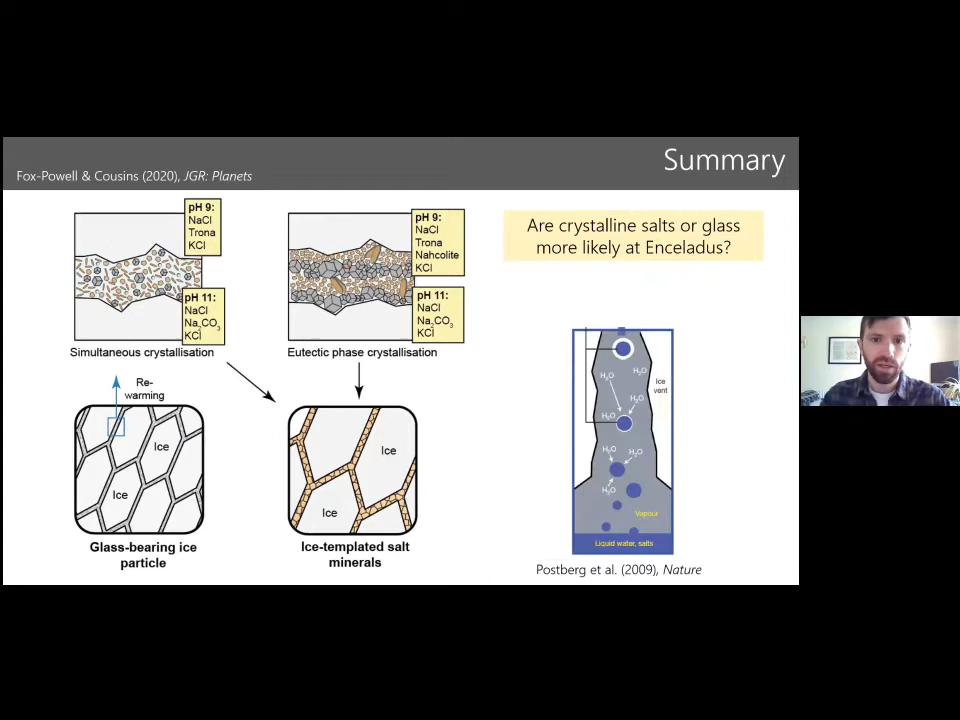 Summary
Fox-Powell & Cousins (2020), JGR: Planets
pH 9:
NaCl
Trona
KCl
pH 11:
NaCl
Na2CO3
KCl
Simultaneous crystallisation
pH 9:
NaCl
Trona
Nahcolite
KCl
pH 11:
NaCl
Na2CO3
KCl
Eutectic phase crystallisation
Re-
warming
Ice
Ice
Glass-bearing ice
particle
Ice
Ice
Ice-templated salt
minerals
Are crystalline salts or glass
more likely at Enceladus?
H2O
H2O
Ice
vent
H2O
H2O
H2O
H2O
H2O
Vapour
Liquid water, salts
Postberg et al. (2009), Nature